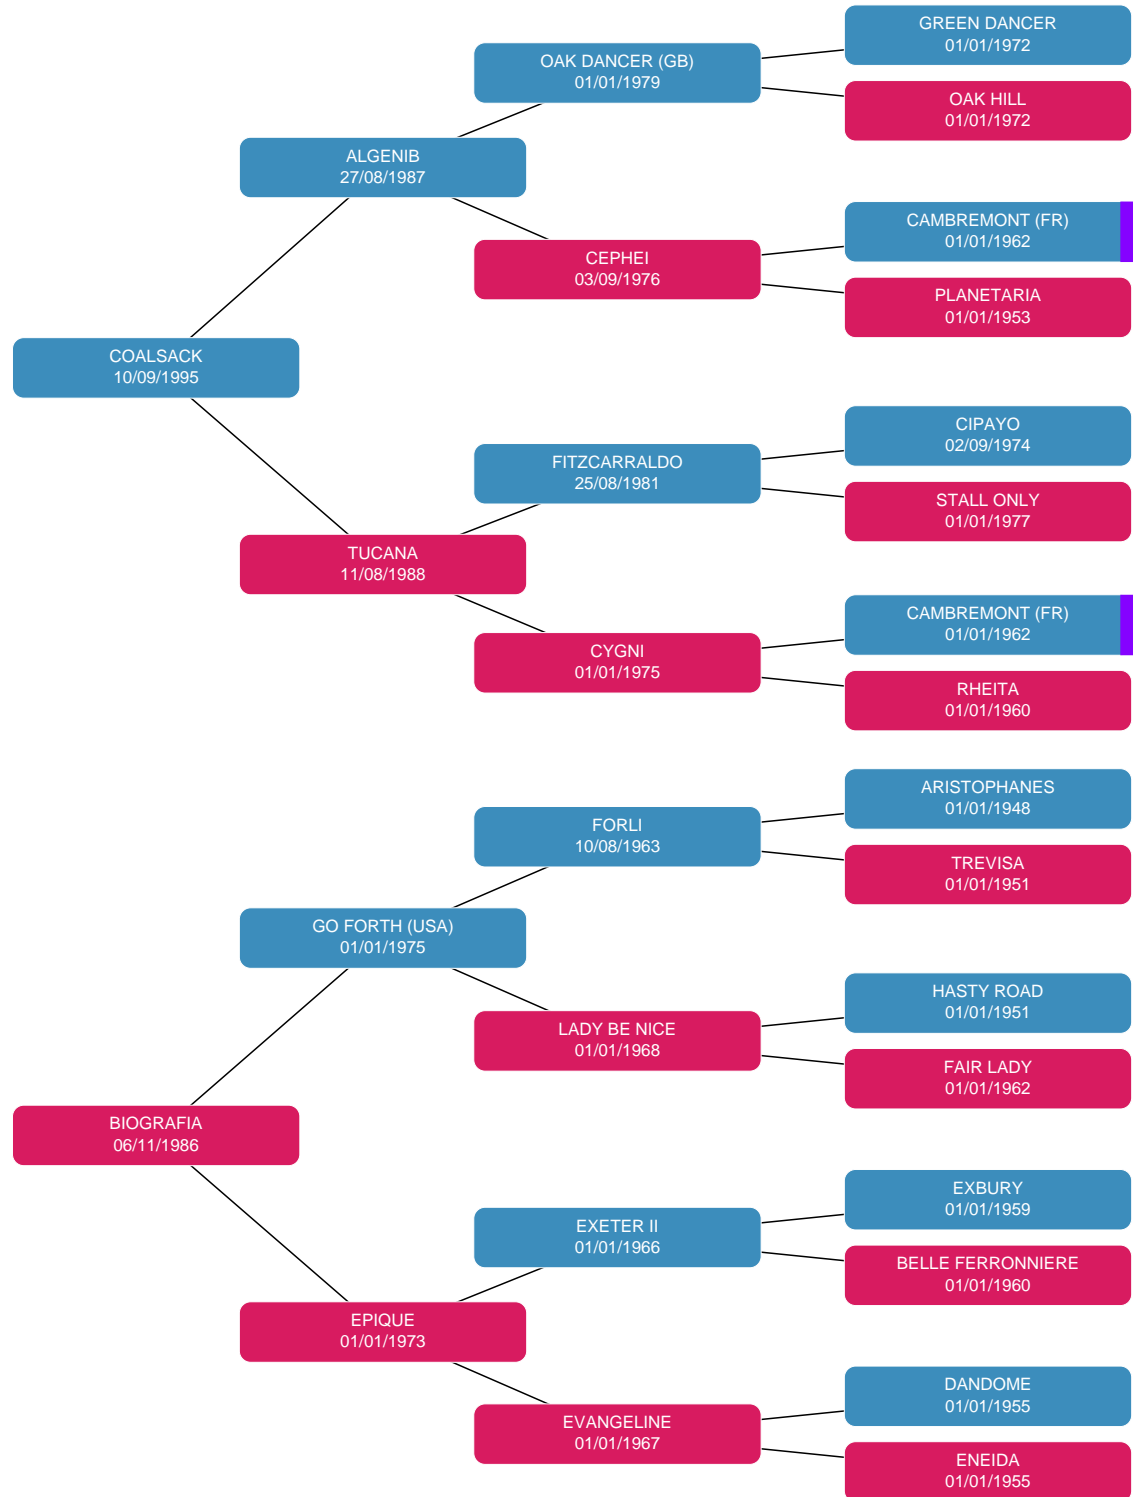 GREEN DANCER
01/01/1972
OAK DANCER (GB)
01/01/1979
OAK HILL
01/01/1972
ALGENIB
27/08/1987
CAMBREMONT (FR)
01/01/1962
CEPHEI
03/09/1976
PLANETARIA
01/01/1953
COALSACK
10/09/1995
CIPAYO
02/09/1974
FITZCARRALDO
25/08/1981
STALL ONLY
01/01/1977
TUCANA
11/08/1988
CAMBREMONT (FR)
01/01/1962
CYGNI
01/01/1975
RHEITA
01/01/1960
ARISTOPHANES
01/01/1948
FORLI
10/08/1963
TREVISA
01/01/1951
GO FORTH (USA)
01/01/1975
HASTY ROAD
01/01/1951
LADY BE NICE
01/01/1968
FAIR LADY
01/01/1962
BIOGRAFIA
06/11/1986
EXBURY
01/01/1959
EXETER II
01/01/1966
BELLE FERRONNIERE
01/01/1960
EPIQUE
01/01/1973
DANDOME
01/01/1955
EVANGELINE
01/01/1967
ENEIDA
01/01/1955